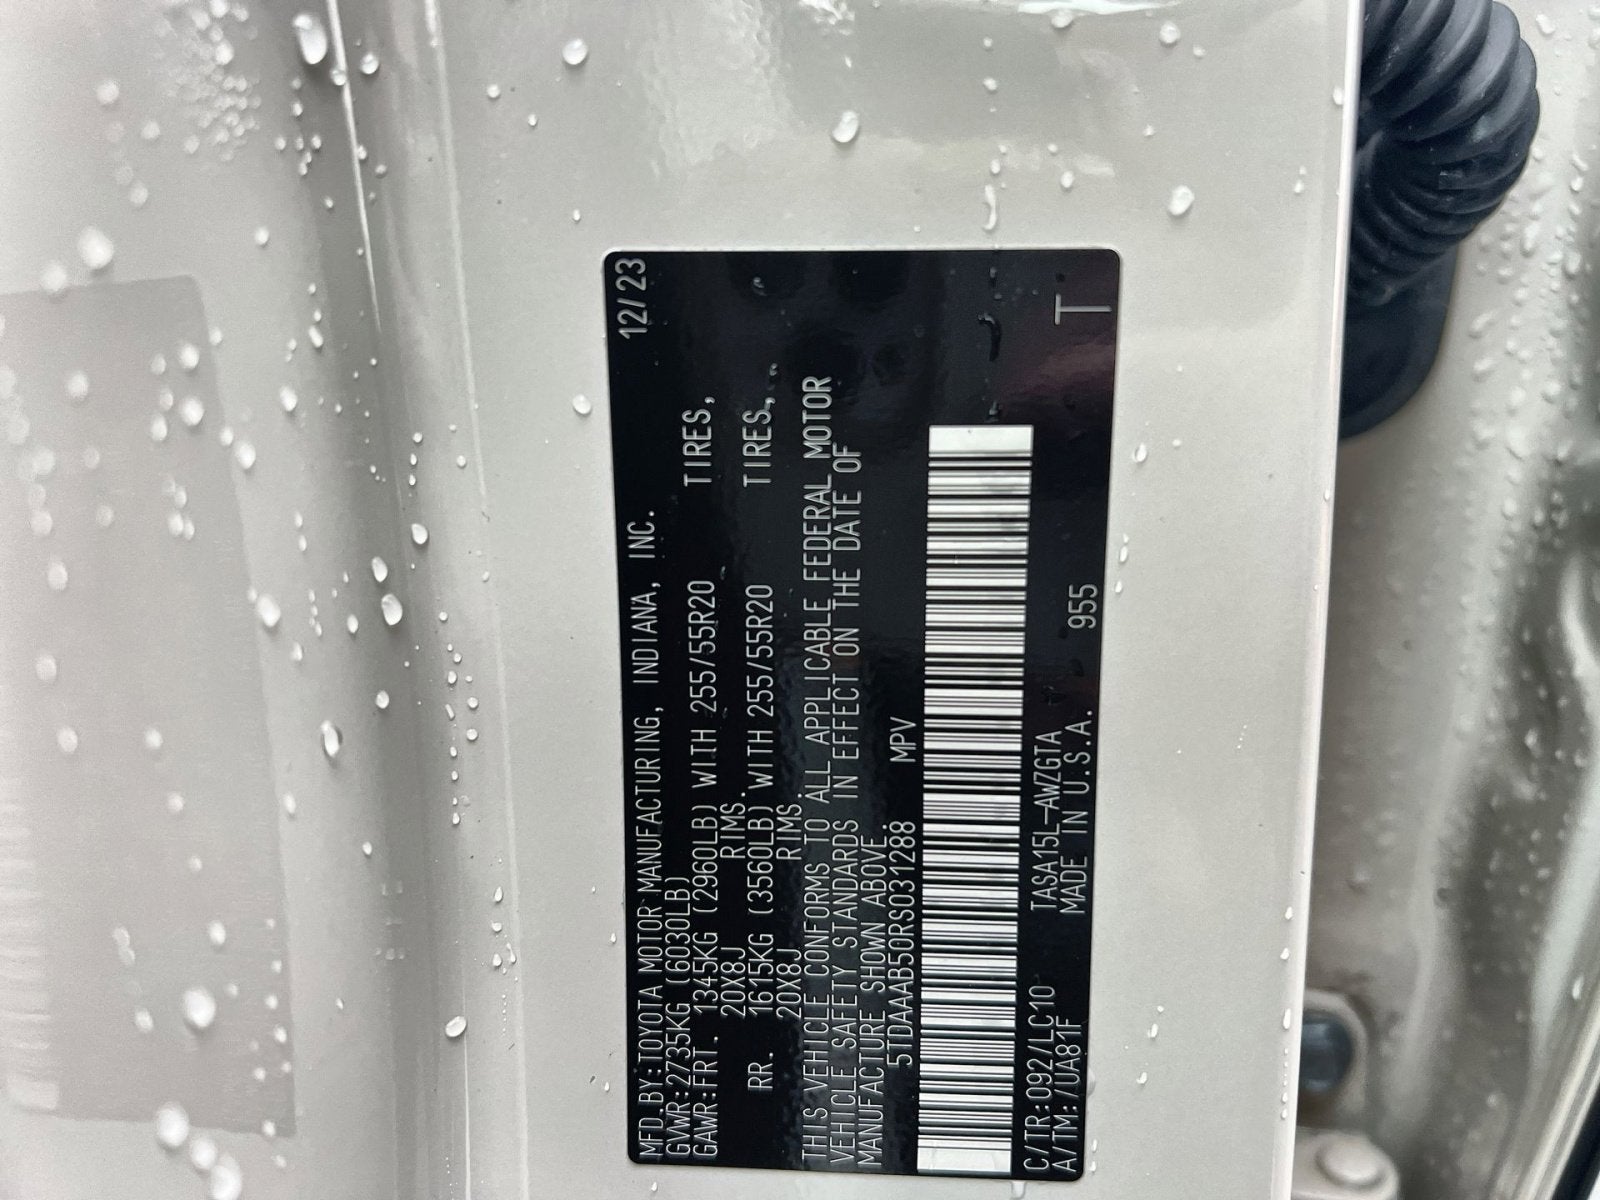 MFD.BY:TOYOTA MOTOR MANUFACTURING, INDIANA, INC. 12/23
GVWR:2735KG (6030LB)
GAWR:FRT. 1345KG (2960LB) WITH 255/55R20 TIRES,
20X8J RIMS.
RR. 1615KG (3560LB) WITH 255/55R20 TIRES,
20X8J RIMS.
THIS VEHICLE CONFORMS TO ALL APPLICABLE FEDERAL MOTOR
VEHICLE SAFETY STANDARDS IN EFFECT ON THE DATE OF
MANUFACTURE SHOWN ABOVE.
5TDAAAB50RS031288 MPV
C/TR:092/LC10 TASA15L-AWZGTA
A/TM:/UA81F MADE IN U.S.A. 955 T